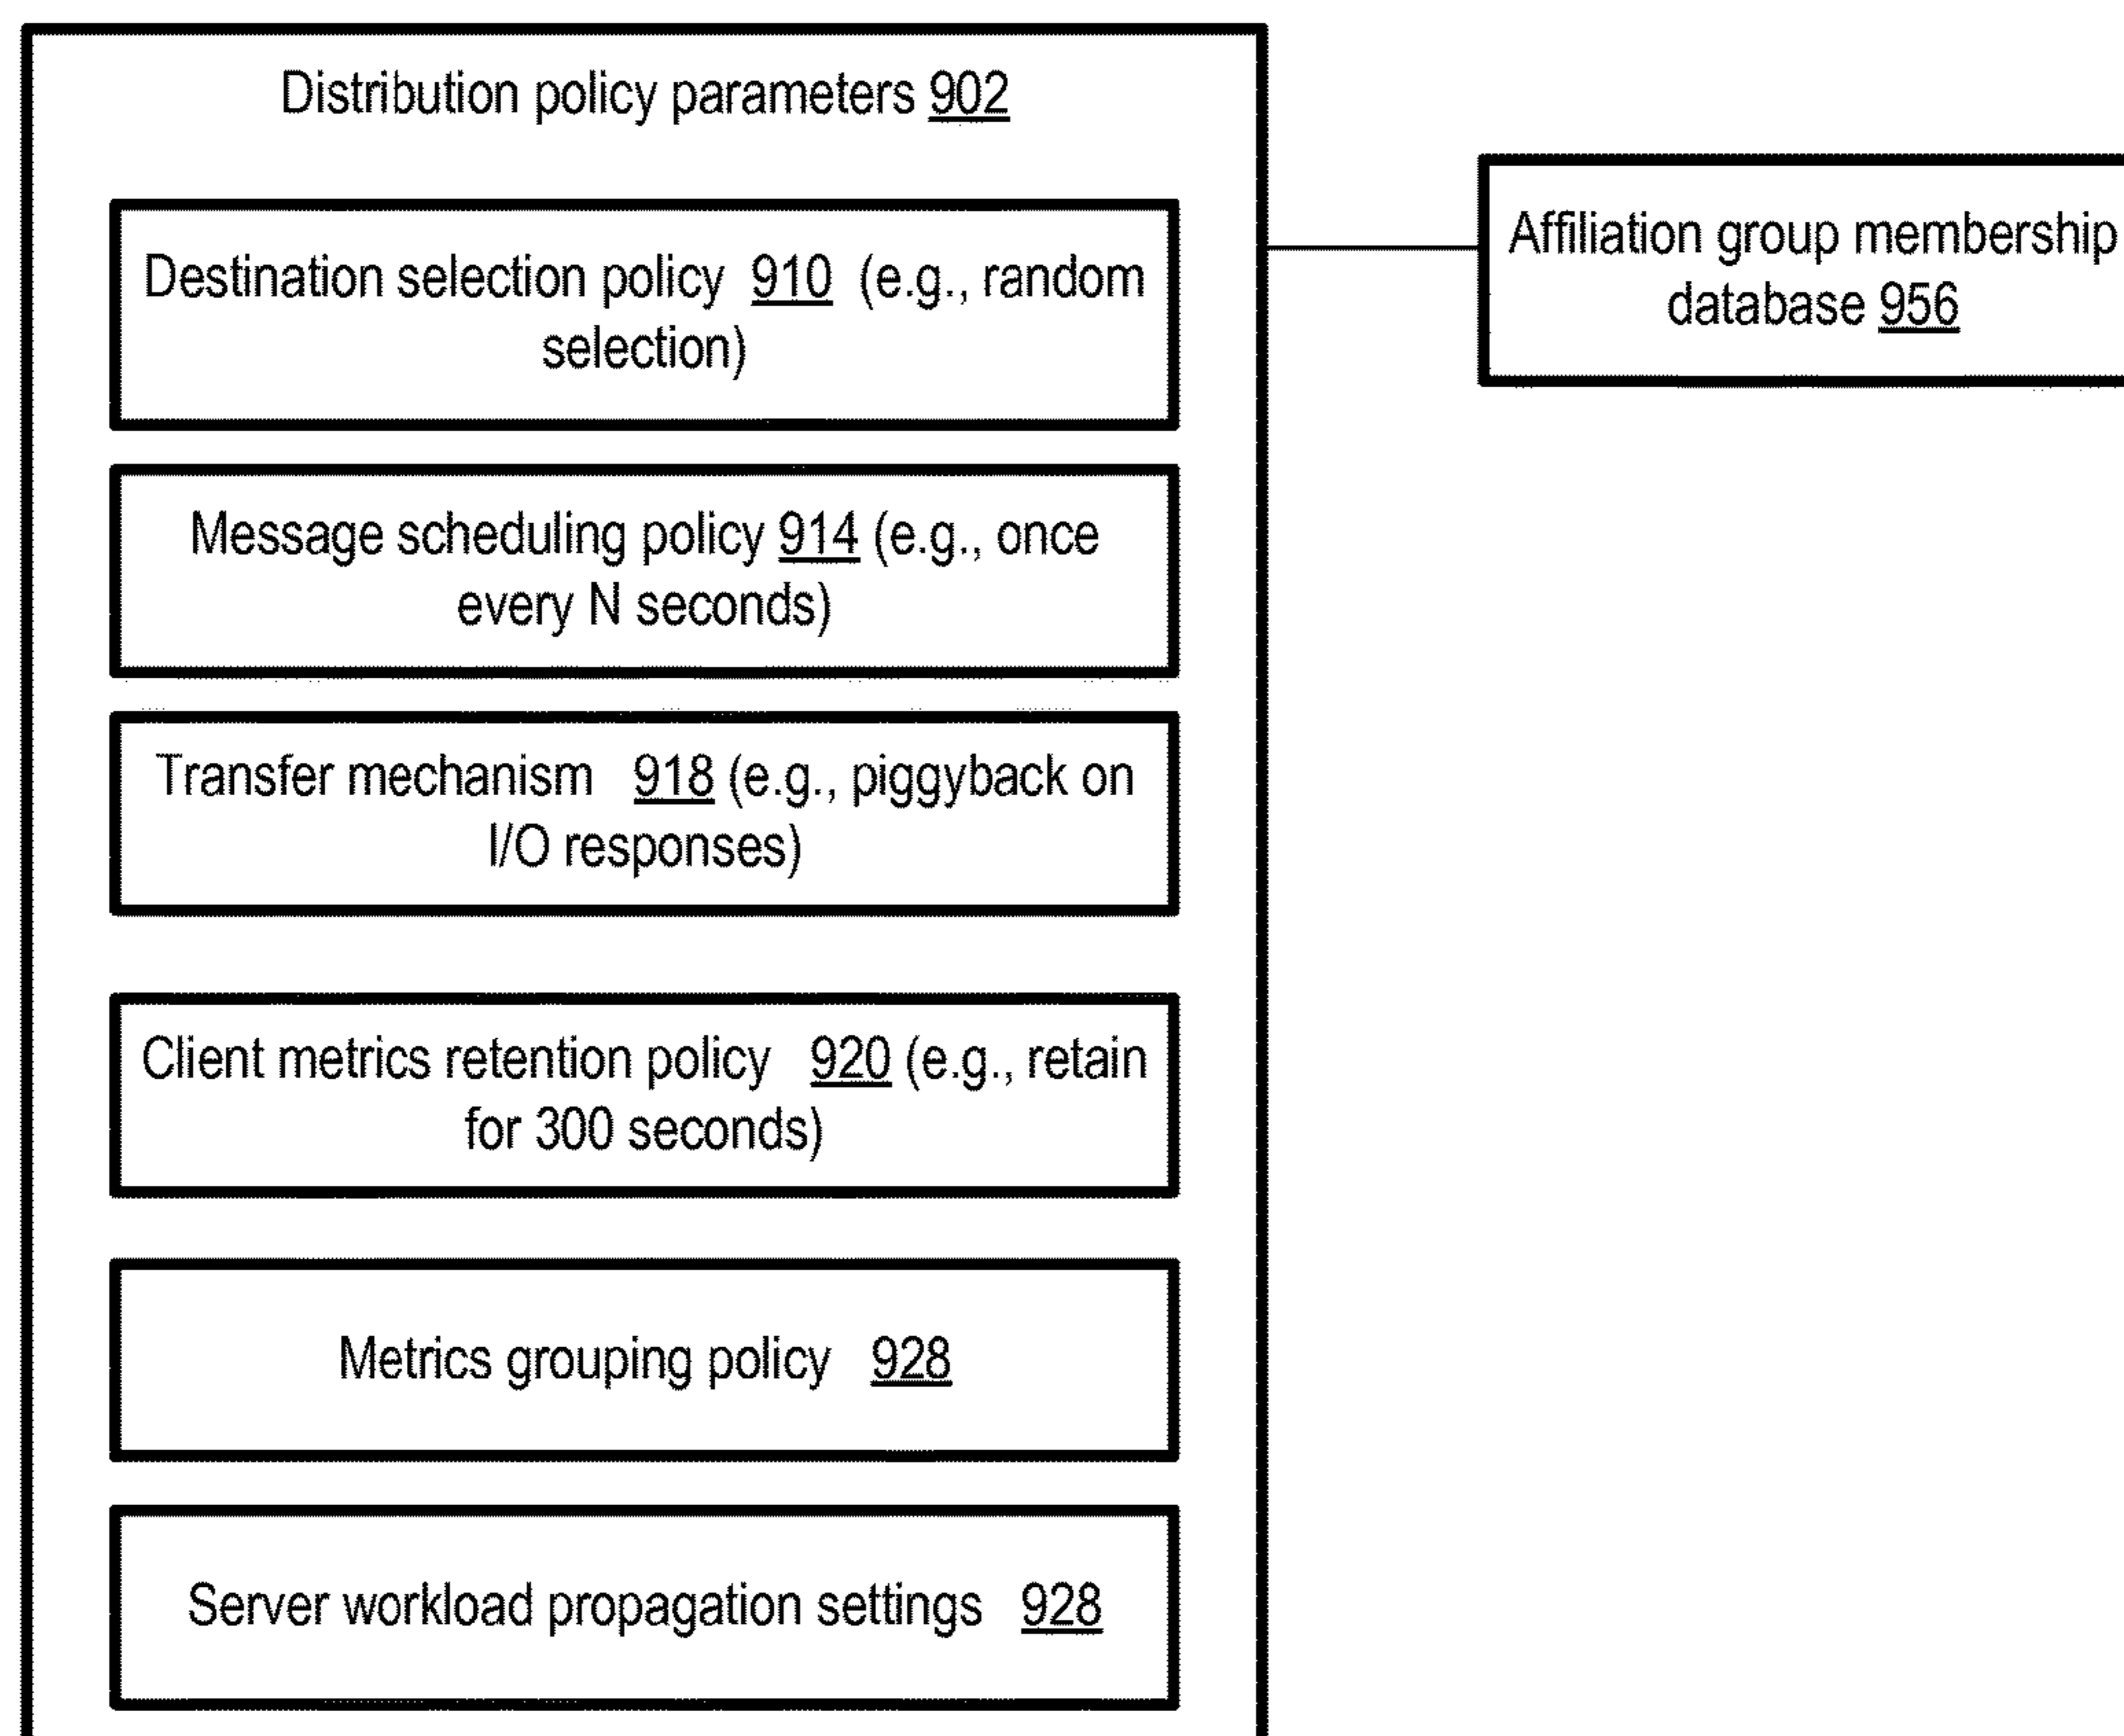 Distribution policy parameters 902
Destination selection policy 910 (e.g., random
selection)
Message scheduling policy 914 (e.g., once
every N seconds)
Transfer mechanism 918 (e.g., piggyback on
I/O responses)
Client metrics retention policy 920 (e.g., retain
for 300 seconds)
Metrics grouping policy 928
Server workload propagation settings 928
Affiliation group membership
database 956